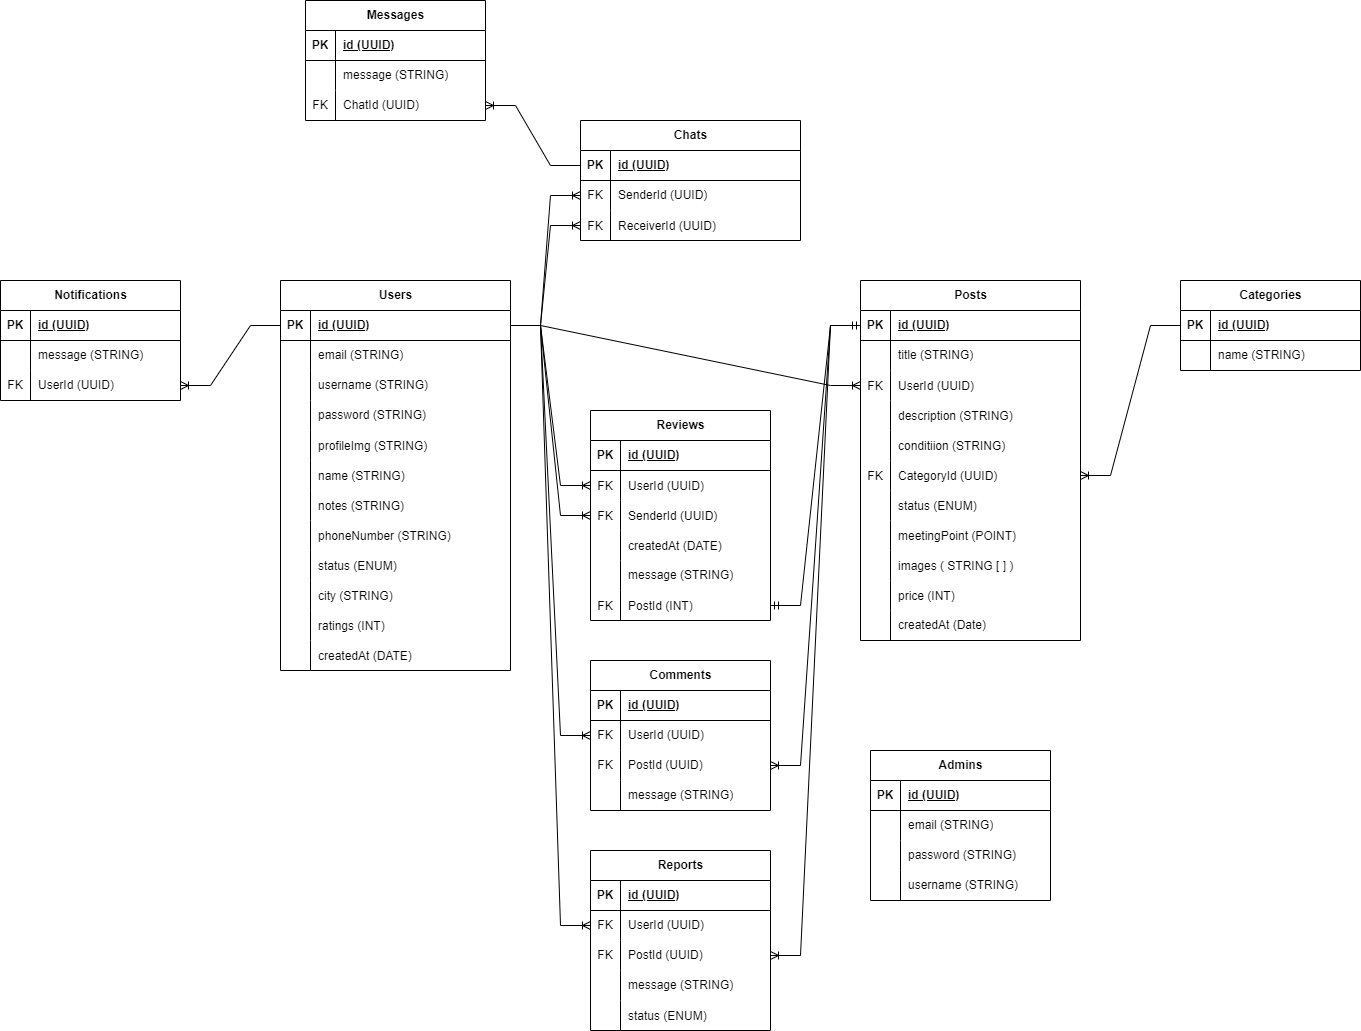 Messages
PK id (UUID)
message (STRING)
FK ChatId (UUID)
Chats
PK id (UUID)
FK SenderId (UUID)
FK ReceiverId (UUID)
Notifications
PK id (UUID)
message (STRING)
FK UserId (UUID)
Users
PK id (UUID)
email (STRING)
username (STRING)
password (STRING)
profileImg (STRING)
name (STRING)
notes (STRING)
phoneNumber (STRING)
status (ENUM)
city (STRING)
ratings (INT)
createdAt (DATE)
Posts
PK id (UUID)
title (STRING)
FK UserId (UUID)
description (STRING)
conditiion (STRING)
FK CategoryId (UUID)
status (ENUM)
meetingPoint (POINT)
images ( STRING [ ] )
price (INT)
createdAt (Date)
Categories
PK id (UUID)
name (STRING)
Reviews
PK id (UUID)
FK UserId (UUID)
FK SenderId (UUID)
createdAt (DATE)
message (STRING)
FK PostId (INT)
Comments
PK id (UUID)
FK UserId (UUID)
FK PostId (UUID)
message (STRING)
Admins
PK id (UUID)
email (STRING)
password (STRING)
username (STRING)
Reports
PK id (UUID)
FK UserId (UUID)
FK PostId (UUID)
message (STRING)
status (ENUM)